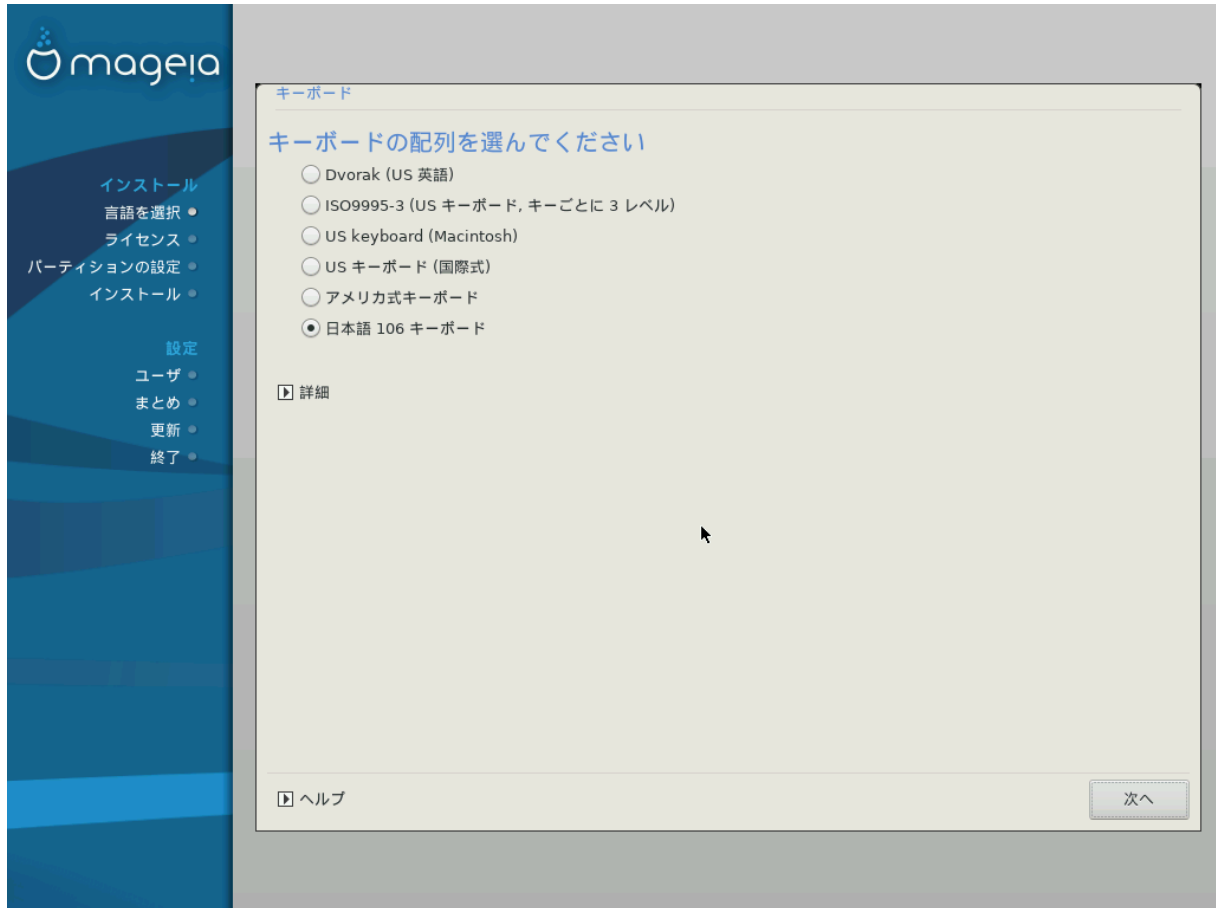 mageia
インストール
言語を選択
ライセンス
パーティションの設定
インストール
設定
ユーザ
まとめ
更新
終了
キーボード
キーボードの配列を選んでください
Dvorak (US 英語)
ISO9995-3 (US キーボード, キーごとに 3 レベル)
US keyboard (Macintosh)
US キーボード (国際式)
アメリカ式キーボード
日本語 106 キーボード
詳細
ヘルプ
次へ